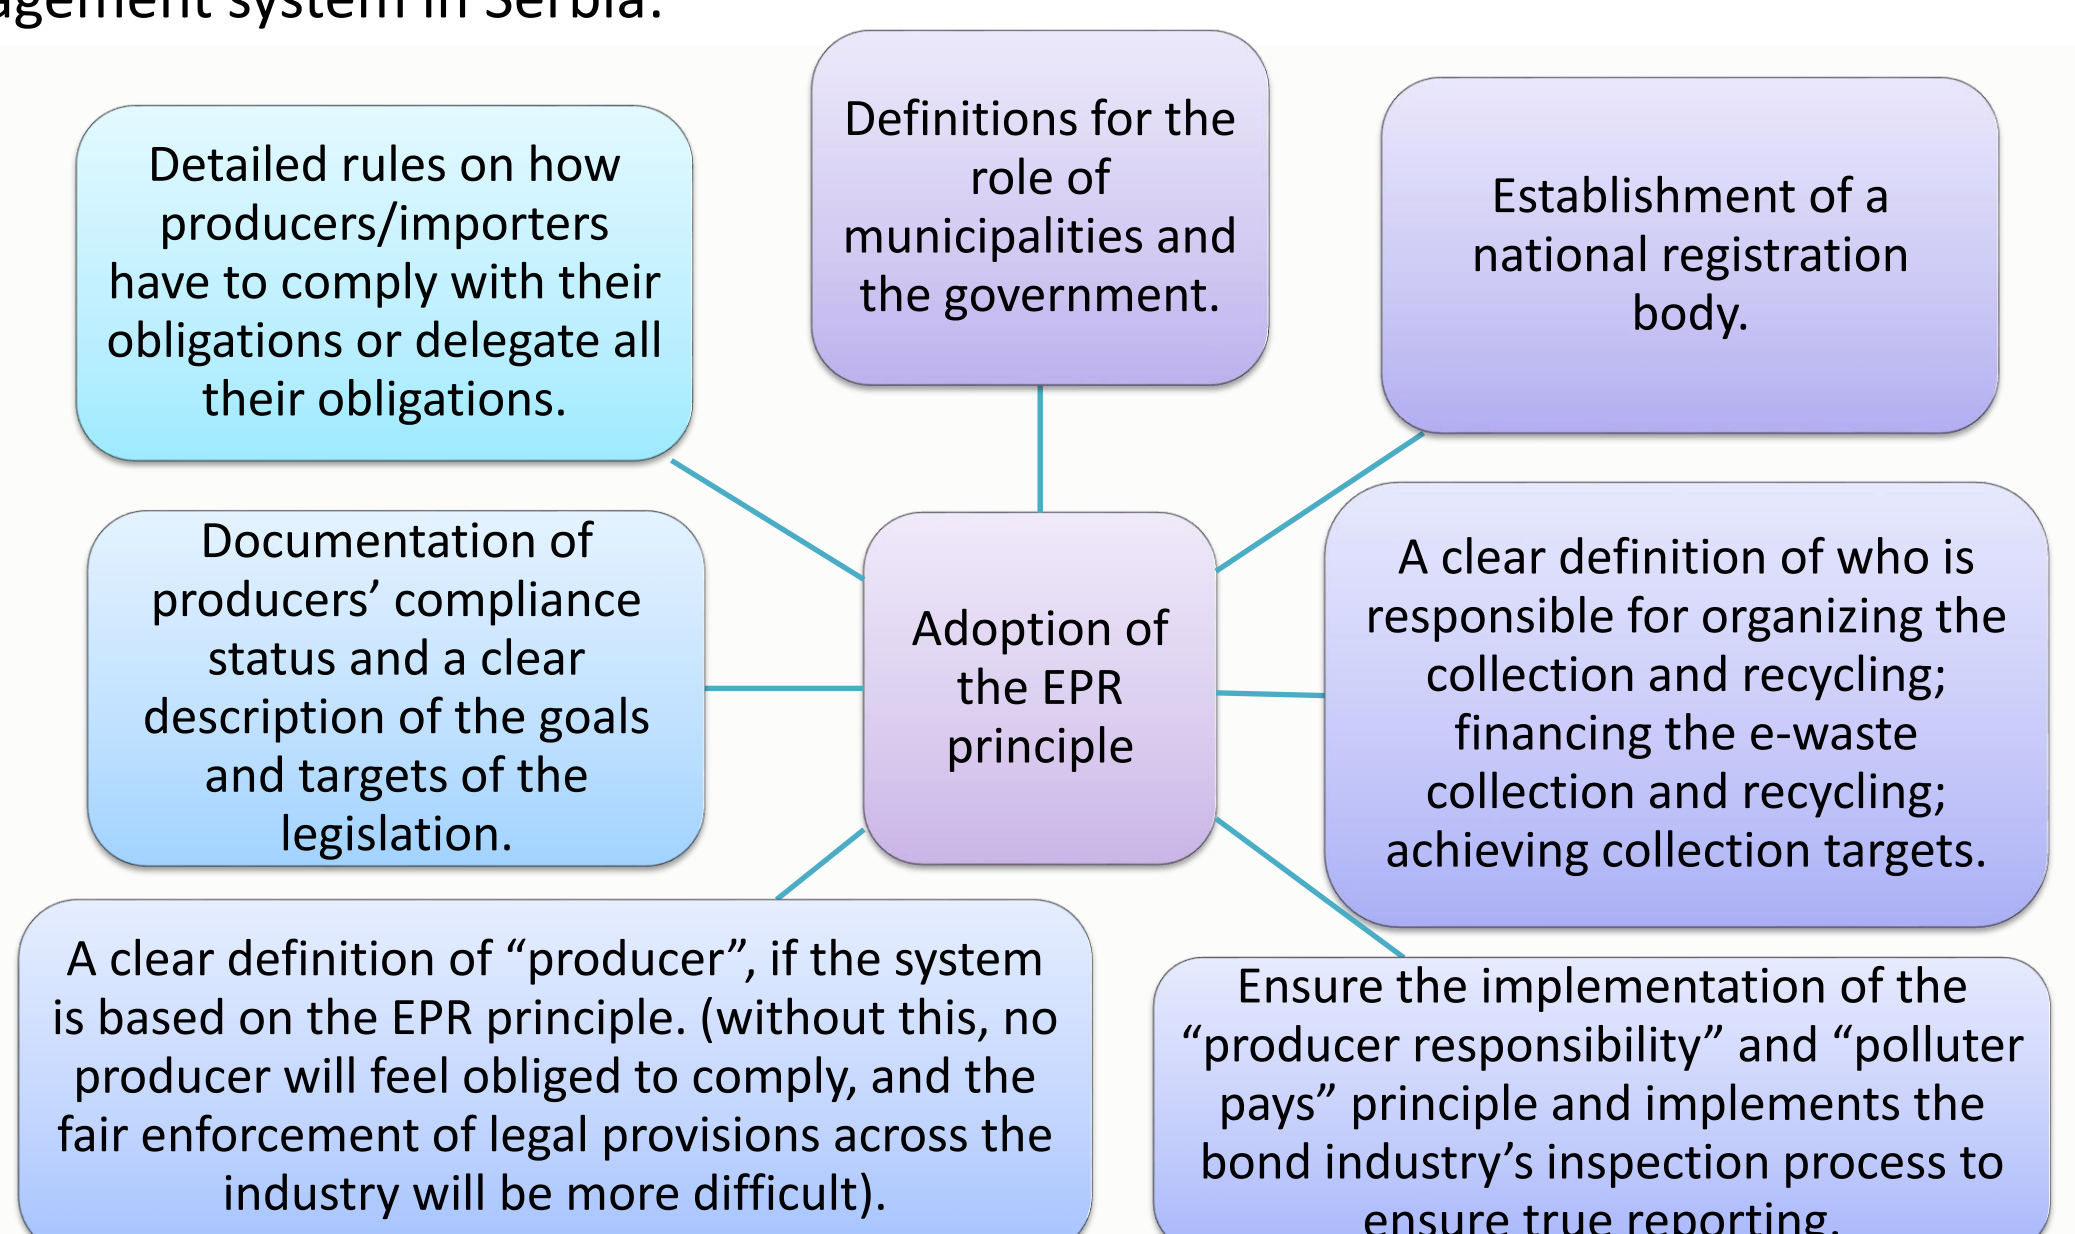 system in Serbia:
Definitions for the
role of
municipalities and
the government.
Establishment of a
national registration
body.
Detailed rules on how
producers/importers
have to comply with their
obligations or delegate all
their obligations.
Adoption of
the EPR
principle
A clear definition of who is
responsible for organizing the
collection and recycling;
financing the e-waste
collection and recycling;
achieving collection targets.
Documentation of
producers’ compliance
status and a clear
description of the goals
and targets of the
legislation.
A clear definition of “producer”, if the system
is based on the EPR principle. (without this, no
producer will feel obliged to comply, and the
fair enforcement of legal provisions across the
industry will be more difficult).
Ensure the implementation of the
“producer responsibility” and “polluter
pays” principle and implements the
bond industry’s inspection process to
ensure true reporting.